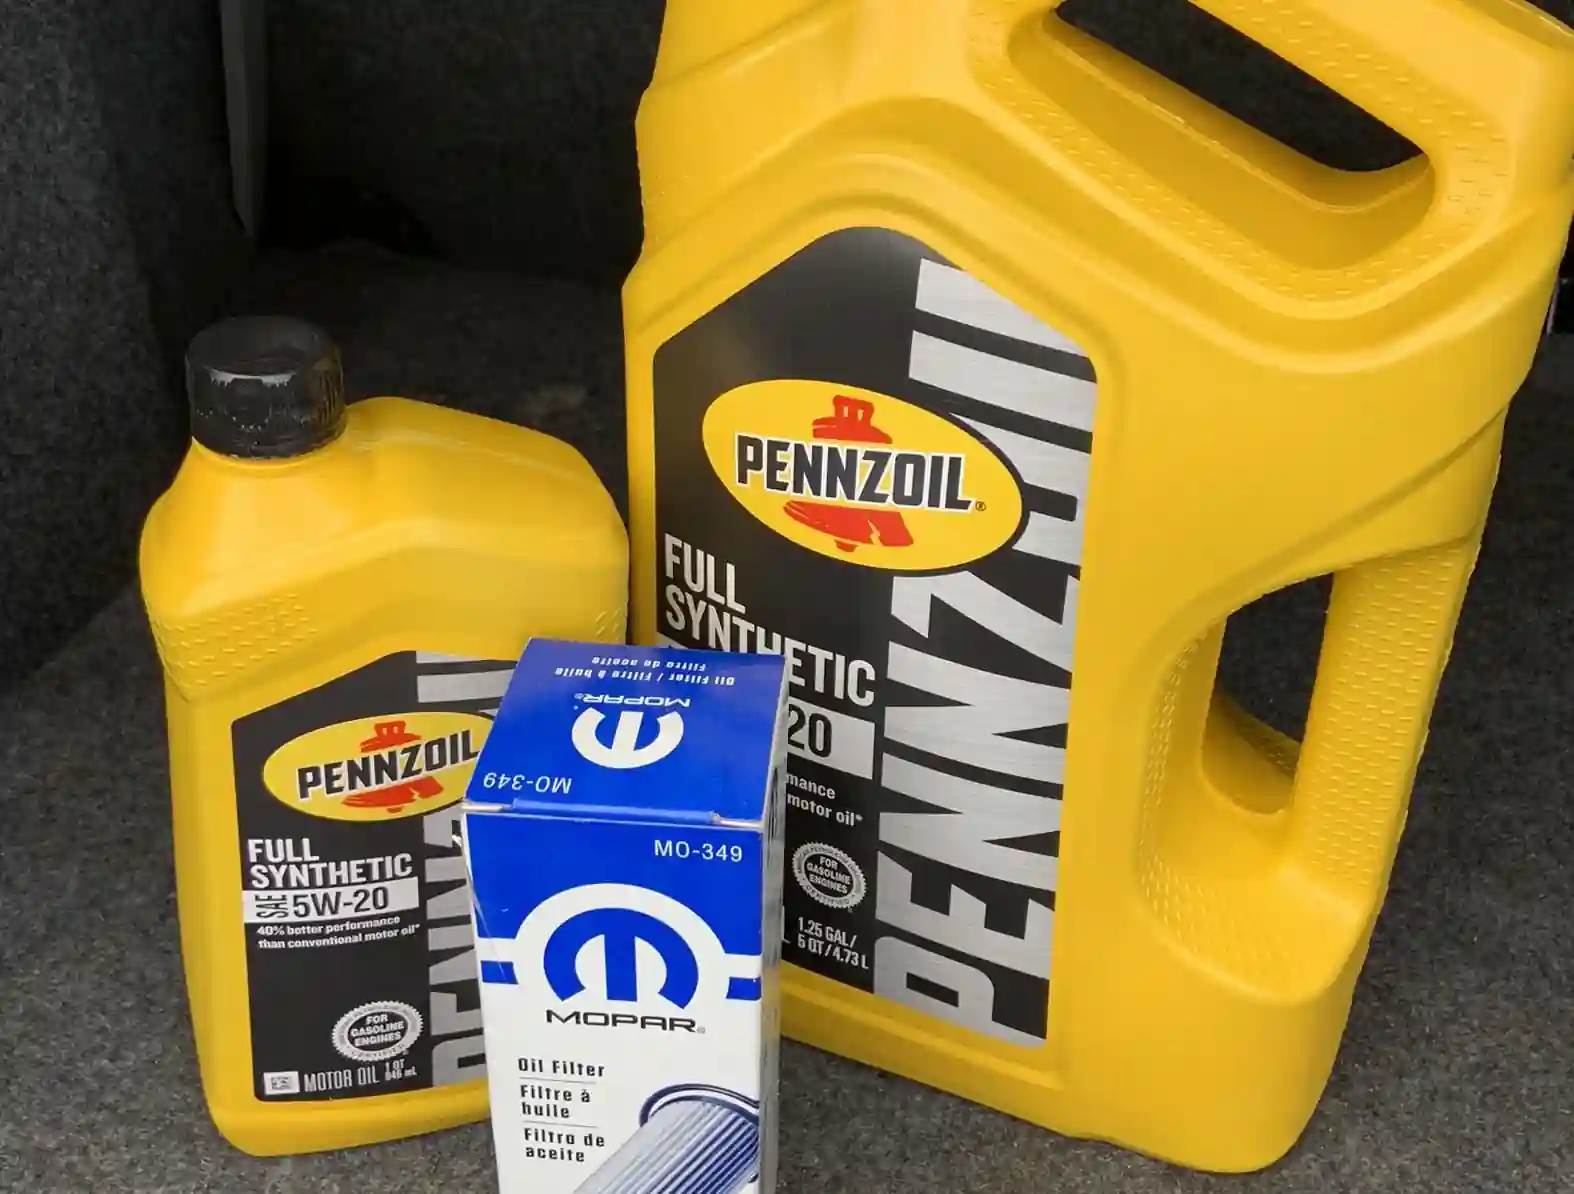 PENNZOIL®
FULL
SYNTHETIC
SAE 5W-20
40% better performance
than conventional motor oil*
FOR
GASOLINE
ENGINES
MOTOR OIL 1 QT
946 mL
PENNZOIL®
FULL
SYNTHETIC
20
mance
motor oil*
FOR
GASOLINE
ENGINES
1.25 GAL/
5 QT/4.73 L
PENNZOIL
Oil Filter / Filtre à huile
Filtro de aceite
MOPAR®
MO-349
MO-349
MOPAR®
Oil Filter
Filtre à
huile
Filtro de
aceite